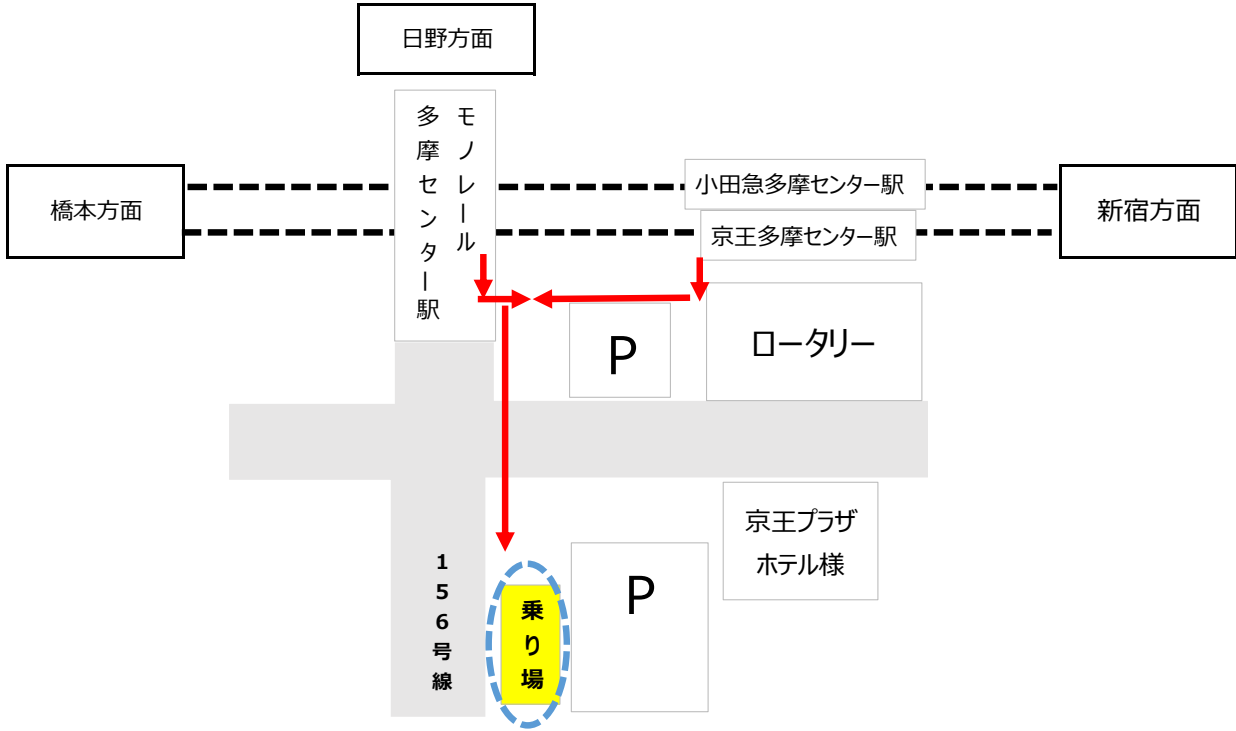 日野方面
モノレール
多摩センター駅
小田急多摩センター駅
橋本方面
新宿方面
京王多摩センター駅
P
ロータリー
京王プラザ
ホテル様
156号線
乗り場
P